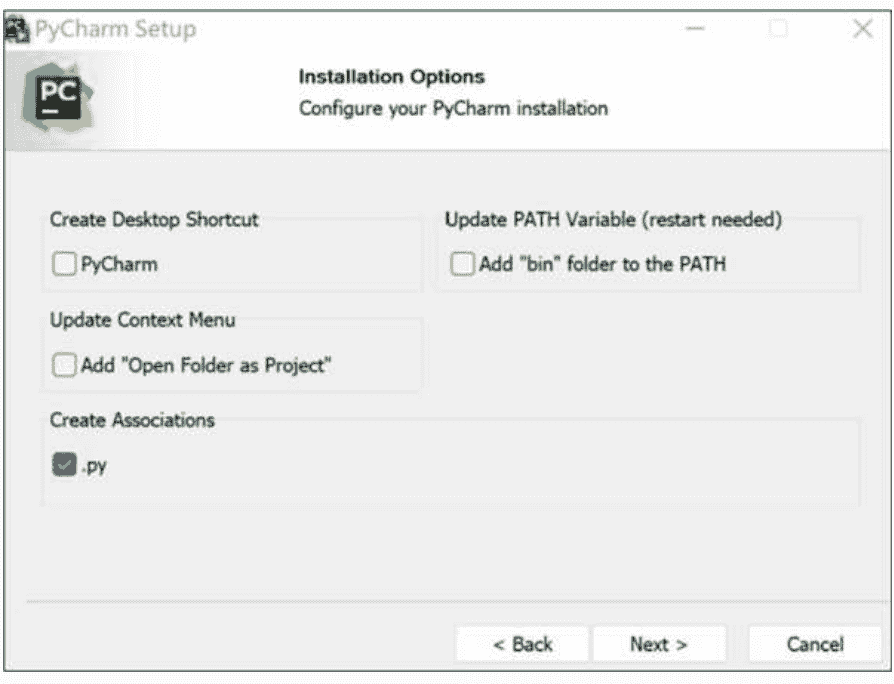 PyCharm Setup
PC
Installation Options
Configure your PyCharm installation
Create Desktop Shortcut
PyCharm
Update PATH Variable (restart needed)
Add "bin" folder to the PATH
Update Context Menu
Add "Open Folder as Project"
Create Associations
.py
< Back
Next >
Cancel